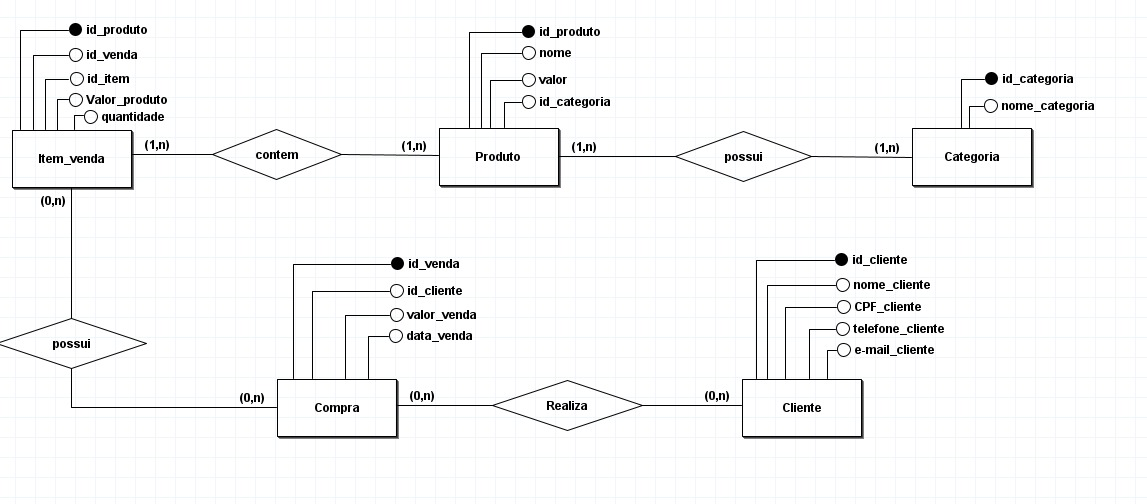 id_produto
id_venda
id_item
Valor_produto
quantidade
Item_venda
(1,n)
contem
(1,n)
id_produto
nome
valor
id_categoria
Produto
(1,n)
possui
(1,n)
id_categoria
nome_categoria
Categoria
(0,n)
possui
(0,n)
id_venda
id_cliente
valor_venda
data_venda
Compra
(0,n)
Realiza
(0,n)
id_cliente
nome_cliente
CPF_cliente
telefone_cliente
e-mail_cliente
Cliente